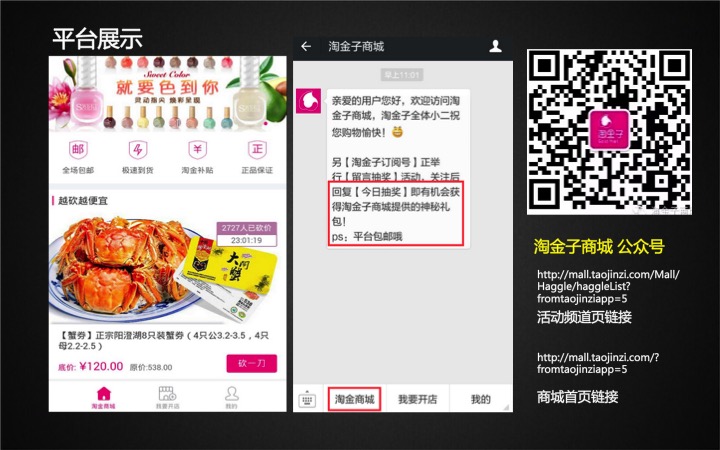 平台展示
Sweet Color
就要色到你
灵动指尖 焕彩呈现
邮
¥
正
全场包邮
极速到货
淘金补贴
正品保证
越砍越便宜
2727人已砍价
23:01:19
大闸蟹
【蟹券】正宗阳澄湖8只装蟹券(4只公3.2-3.5,4只
母2.2-2.5)
底价: ¥120.00 原价:538.00
砍一刀
淘金商城
我要开店
我的
淘金子商城
早上11:01
亲爱的用户您好,欢迎访问淘
金子商城,淘金子全体小二祝
您购物愉快!
另【淘金子订阅号】正举
行【留言抽奖】活动,关注后
回复【今日抽奖】即有机会获
得淘金子商城提供的神秘礼
包!
ps:平台包邮哦
淘金商城
我要开店
我的
淘金子
淘金子商城 公众号
http://mall.taojinzi.com/Mall/
Haggle/haggleList?
fromtaojinziapp=5
活动频道页链接
http://mall.taojinzi.com/?
fromtaojinziapp=5
商城首页链接